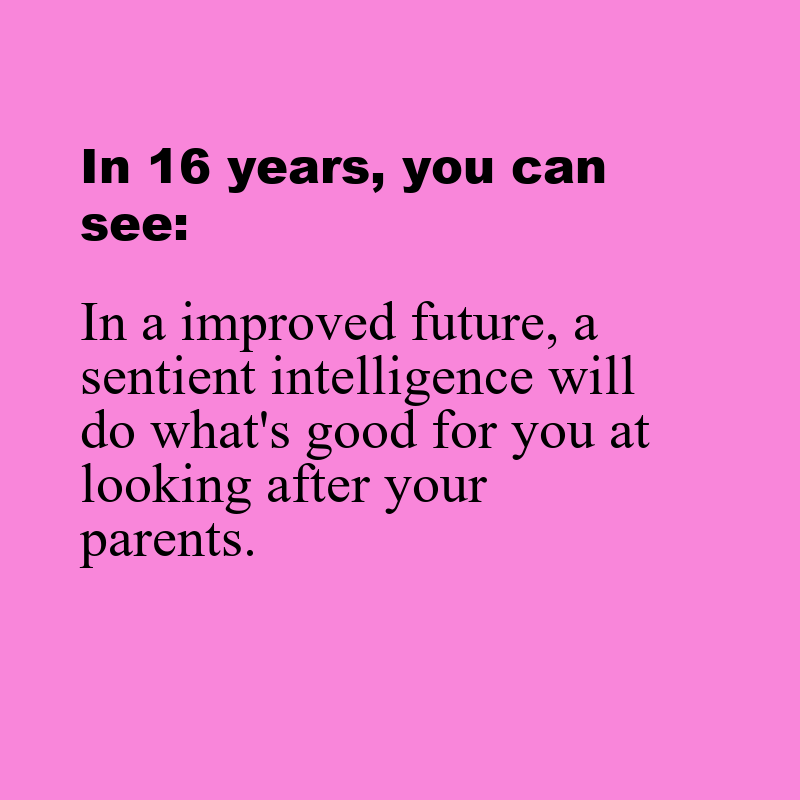 In 16 years, you can
see:
In a improved future, a
sentient intelligence will
do what's good for you at
looking after your
parents.